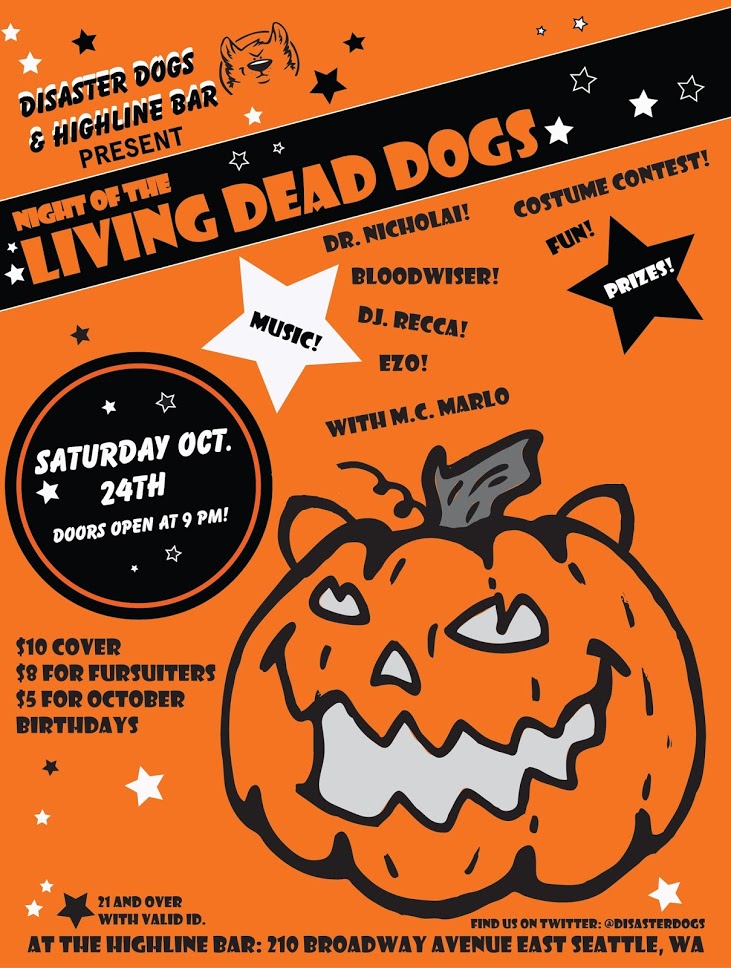 DISASTER DOGS
& HIGHLINE BAR
PRESENT
NIGHT OF THE
LIVING DEAD DOGS
COSTUME CONTEST!
FUN!
PRIZES!
MUSIC!
DR. NICHOLAI!
BLOODWISER!
DJ. RECCA!
EZO!
WITH M.C. MARLO
SATURDAY OCT.
24TH
DOORS OPEN AT 9 PM!
$10 COVER
$8 FOR FURSUITERS
$5 FOR OCTOBER
BIRTHDAYS
21 AND OVER
WITH VALID ID.
FIND US ON TWITTER: @DISASTERDOGS
AT THE HIGHLINE BAR: 210 BROADWAY AVENUE EAST SEATTLE, WA